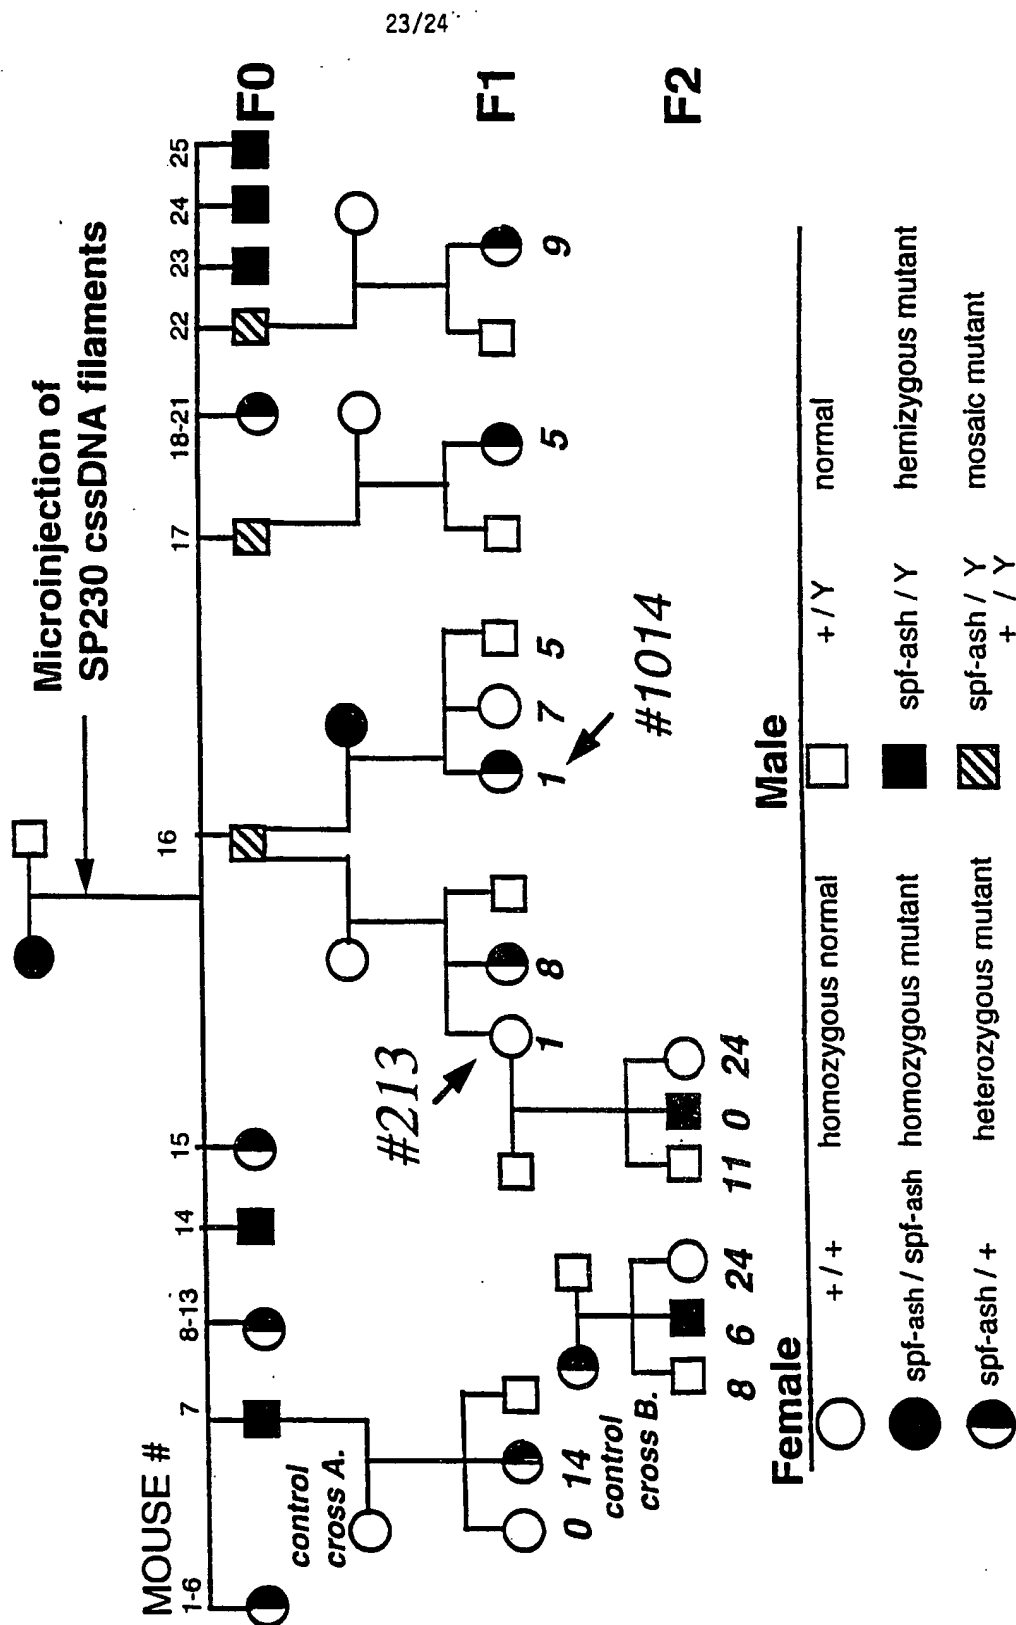 23/24
Microinjection of
SP230 cssDNA filaments
MOUSE #
1-6
7
8-13
14
15
16
17
18-21
22
23
24
25
F0
control
cross A.
F1
0
14
#213
1
8
1
7
5
#1014
5
9
control
cross B.
F2
8
6
24
11
0
24
Female
Male
+ / +
homozygous normal
+ / Y
normal
spf-ash / spf-ash
homozygous mutant
spf-ash / Y
hemizygous mutant
spf-ash / +
heterozygous mutant
spf-ash / Y
+ / Y
mosaic mutant